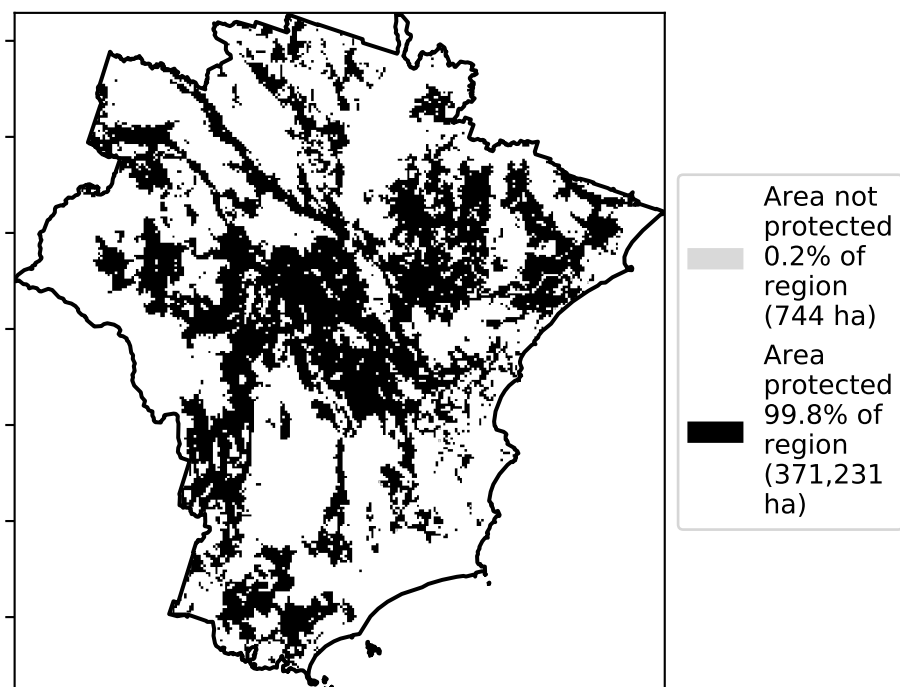 Area not
protected
0.2% of
region
(744 ha)
Area
protected
99.8% of
region
(371,231
ha)